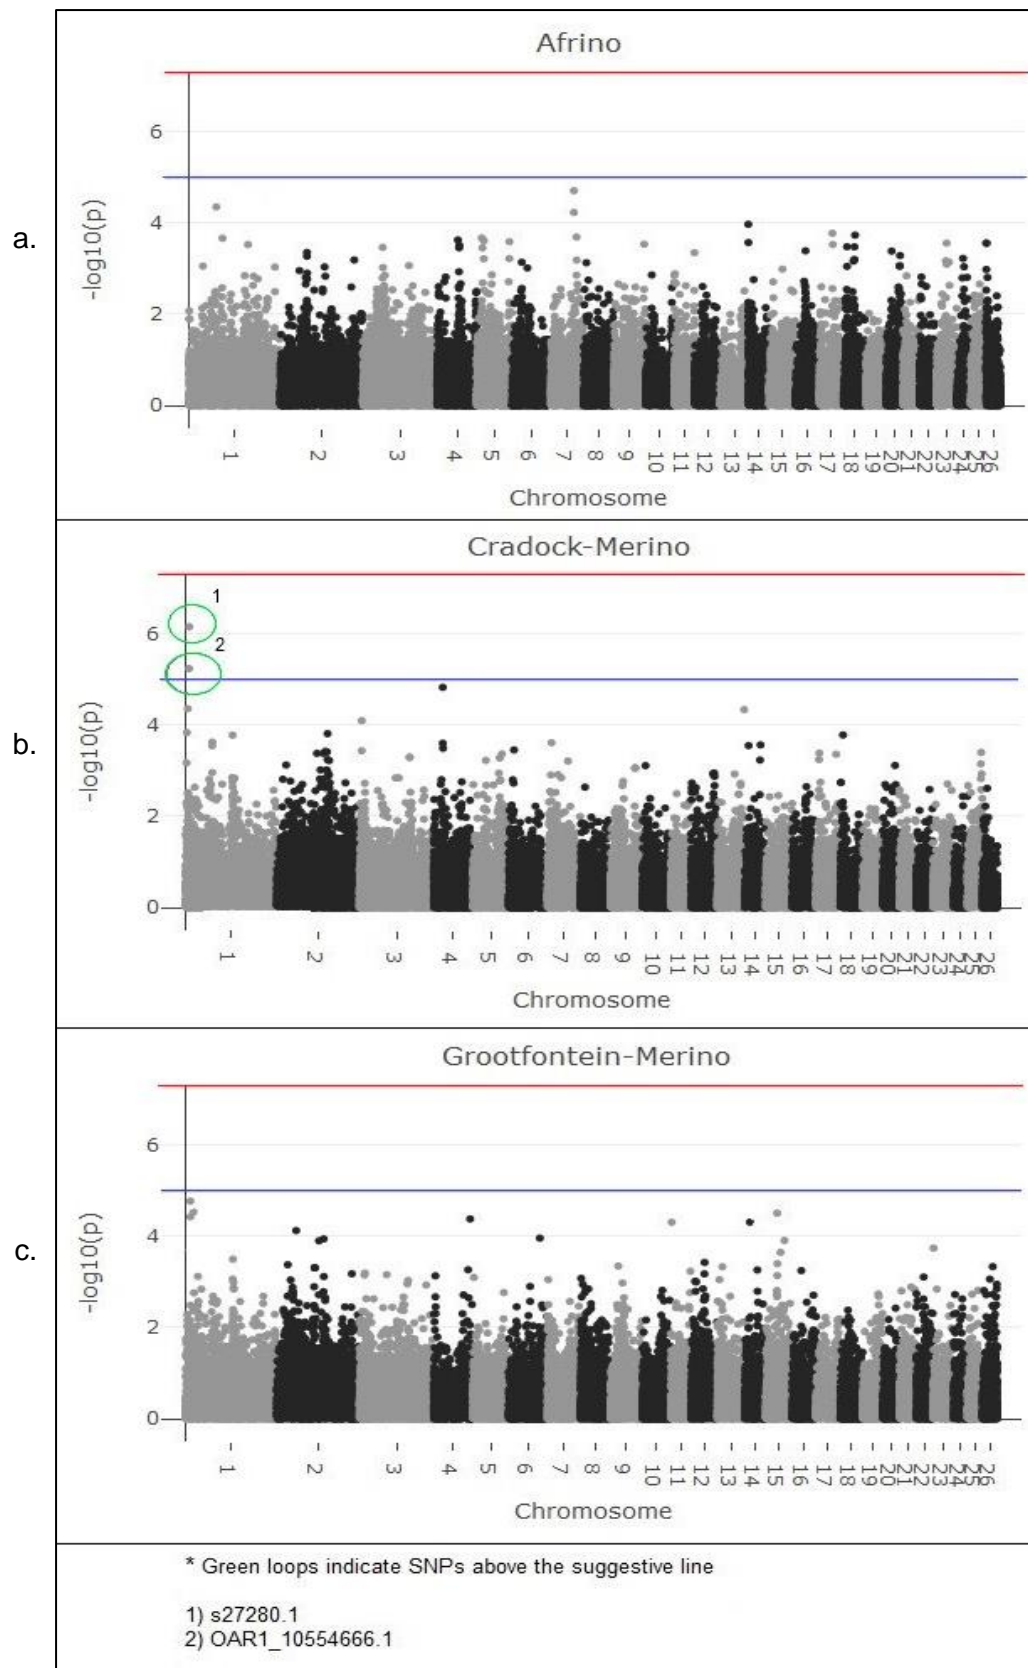 a.
Afrino
-log10(p)
6
4
2
0
1 2 3 4 5 6 7 8 9 10 11 12 13 14 15 16 17 18 19 20 21 22 23 24 25 26
Chromosome
b.
Cradock-Merino
1
2
-log10(p)
6
4
2
0
1 2 3 4 5 6 7 8 9 10 11 12 13 14 15 16 17 18 19 20 21 22 23 24 25 26
Chromosome
c.
Grootfontein-Merino
-log10(p)
6
4
2
0
1 2 3 4 5 6 7 8 9 10 11 12 13 14 15 16 17 18 19 20 21 22 23 24 25 26
Chromosome
* Green loops indicate SNPs above the suggestive line
1) s27280.1
2) OAR1_10554666.1